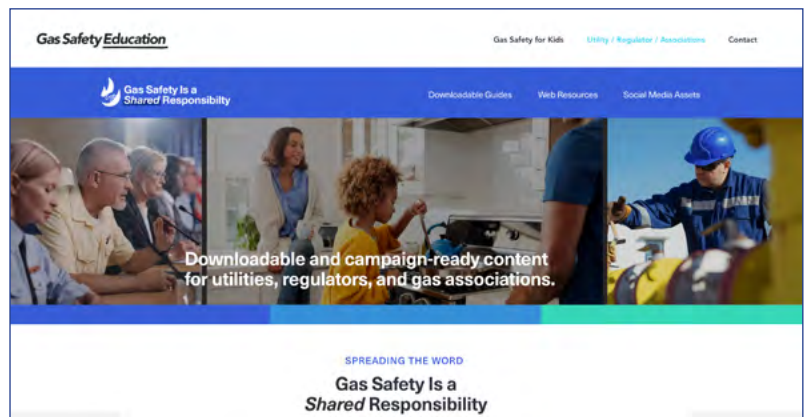 Gas Safety Education
Gas Safety for Kids
Utility / Regulator / Associations
Contact
Gas Safety Is a
Shared Responsibilty
Downloadable Guides
Web Resources
Social Media Assets
Downloadable and campaign-ready content
for utilities, regulators, and gas associations.
SPREADING THE WORD
Gas Safety Is a
Shared Responsibility